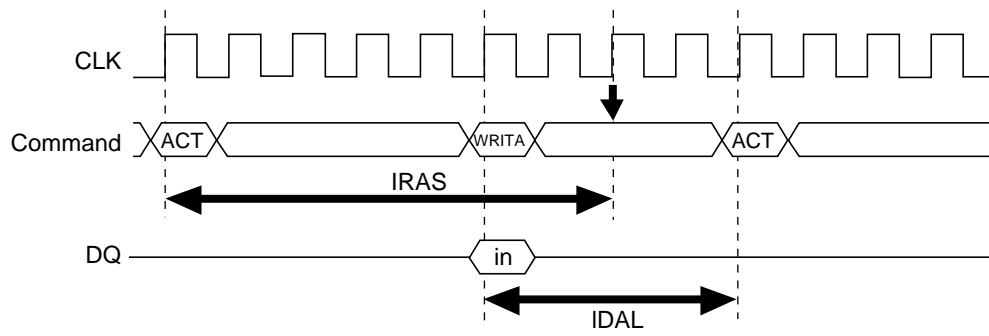 CLK
Command ACT WRITA ACT
IRAS
DQ in
IDAL